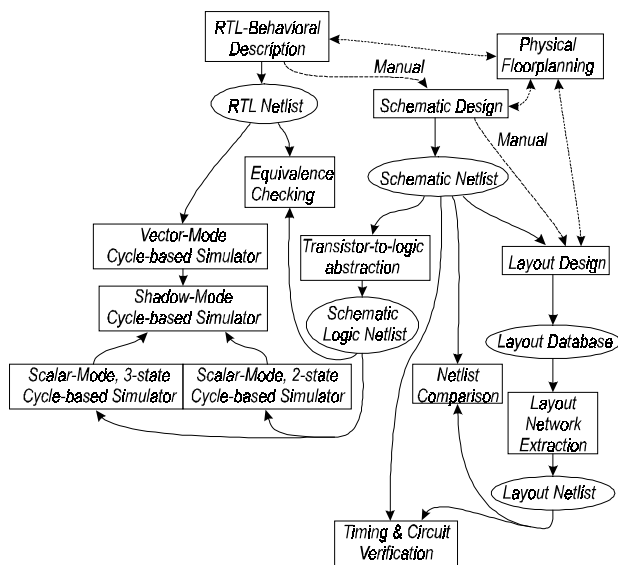 RTL-Behavioral
Description
Physical
Floorplanning
Manual
RTL Netlist
Schematic Design
Manual
Equivalence
Checking
Schematic Netlist
Vector-Mode
Cycle-based Simulator
Transistor-to-logic
abstraction
Layout Design
Shadow-Mode
Cycle-based Simulator
Schematic
Logic Netlist
Layout Database
Scalar-Mode, 3-state
Cycle-based Simulator
Scalar-Mode, 2-state
Cycle-based Simulator
Netlist
Comparison
Layout
Network
Extraction
Layout Netlist
Timing & Circuit
Verification